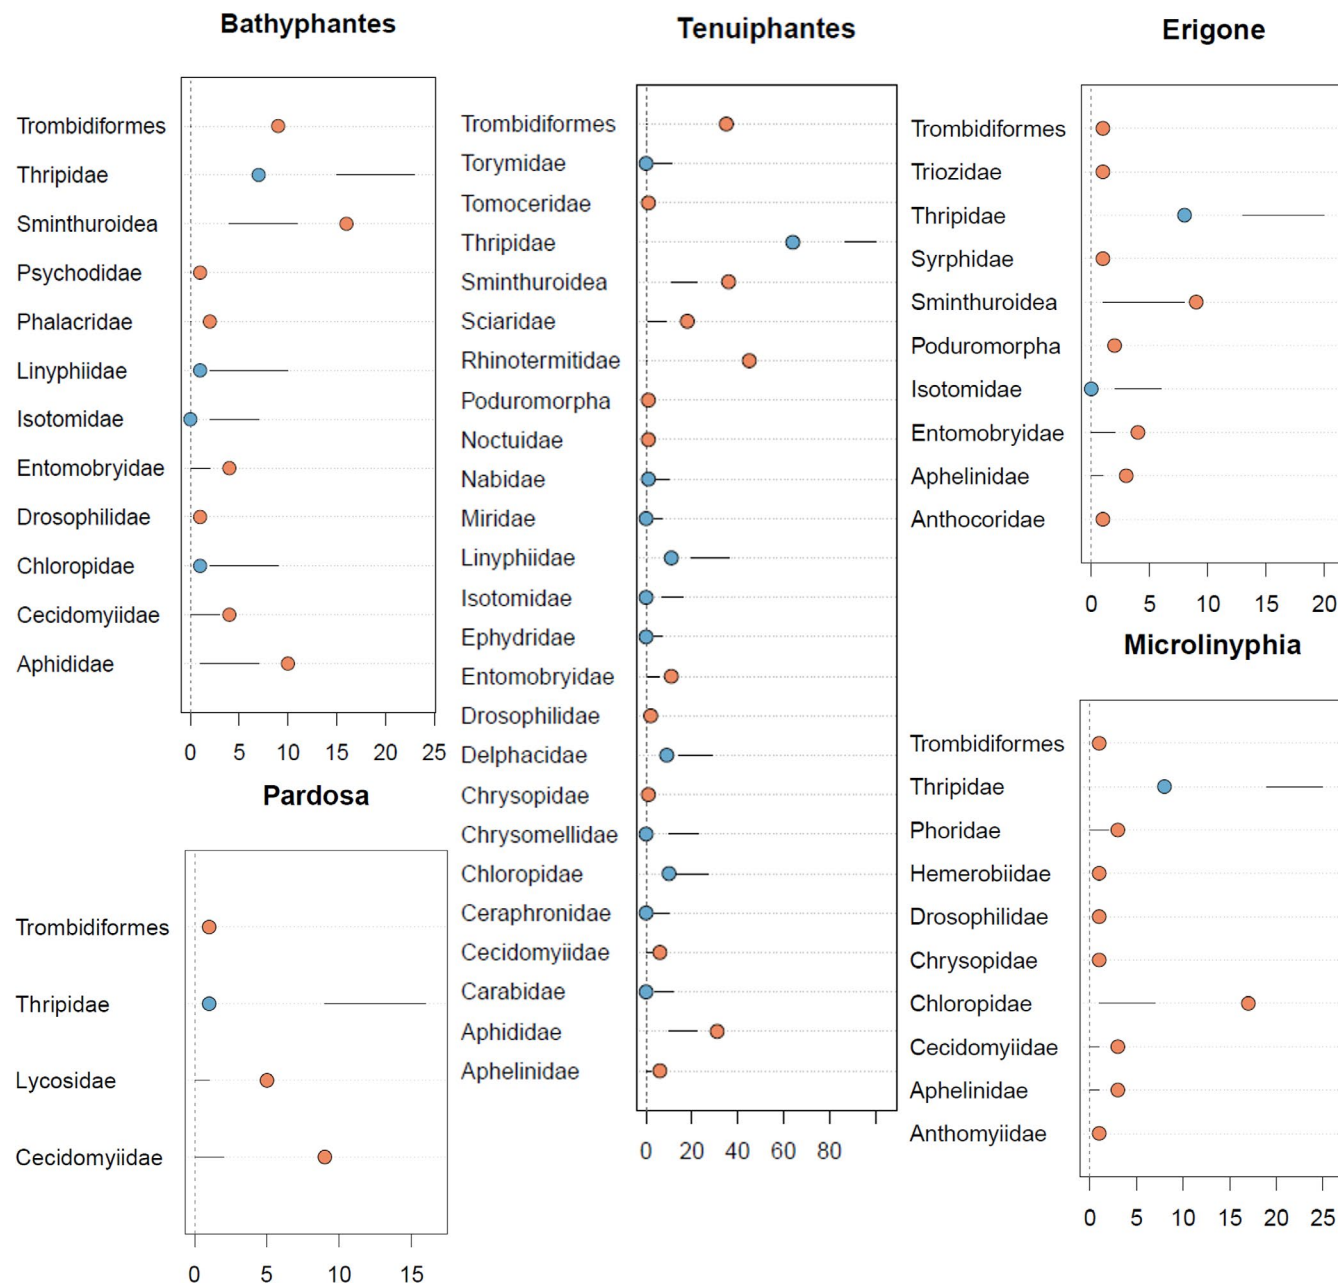 Bathyphantes
Trombidiformes
Thripidae
Sminthuroidea
Psychodidae
Phalacridae
Linyphiidae
Isotomidae
Entomobryidae
Drosophilidae
Chloropidae
Cecidomyiidae
Aphididae
0 5 10 15 20 25
Pardosa
Trombidiformes
Thripidae
Lycosidae
Cecidomyiidae
0 5 10 15
Tenuiphantes
Trombidiformes
Torymidae
Tomoceridae
Thripidae
Sminthuroidea
Sciaridae
Rhinotermitidae
Poduromorpha
Noctuidae
Nabidae
Miridae
Linyphiidae
Isotomidae
Ephydridae
Entomobryidae
Drosophilidae
Delphacidae
Chrysopidae
Chrysomellidae
Chloropidae
Ceraphronidae
Cecidomyiidae
Carabidae
Aphididae
Aphelinidae
0 20 40 60 80
Erigone
Trombidiformes
Triozidae
Thripidae
Syrphidae
Sminthuroidea
Poduromorpha
Isotomidae
Entomobryidae
Aphelinidae
Anthocoridae
0 5 10 15 20
Microlinyphia
Trombidiformes
Thripidae
Phoridae
Hemerobiidae
Drosophilidae
Chrysopidae
Chloropidae
Cecidomyiidae
Aphelinidae
Anthomyiidae
0 5 10 15 20 25